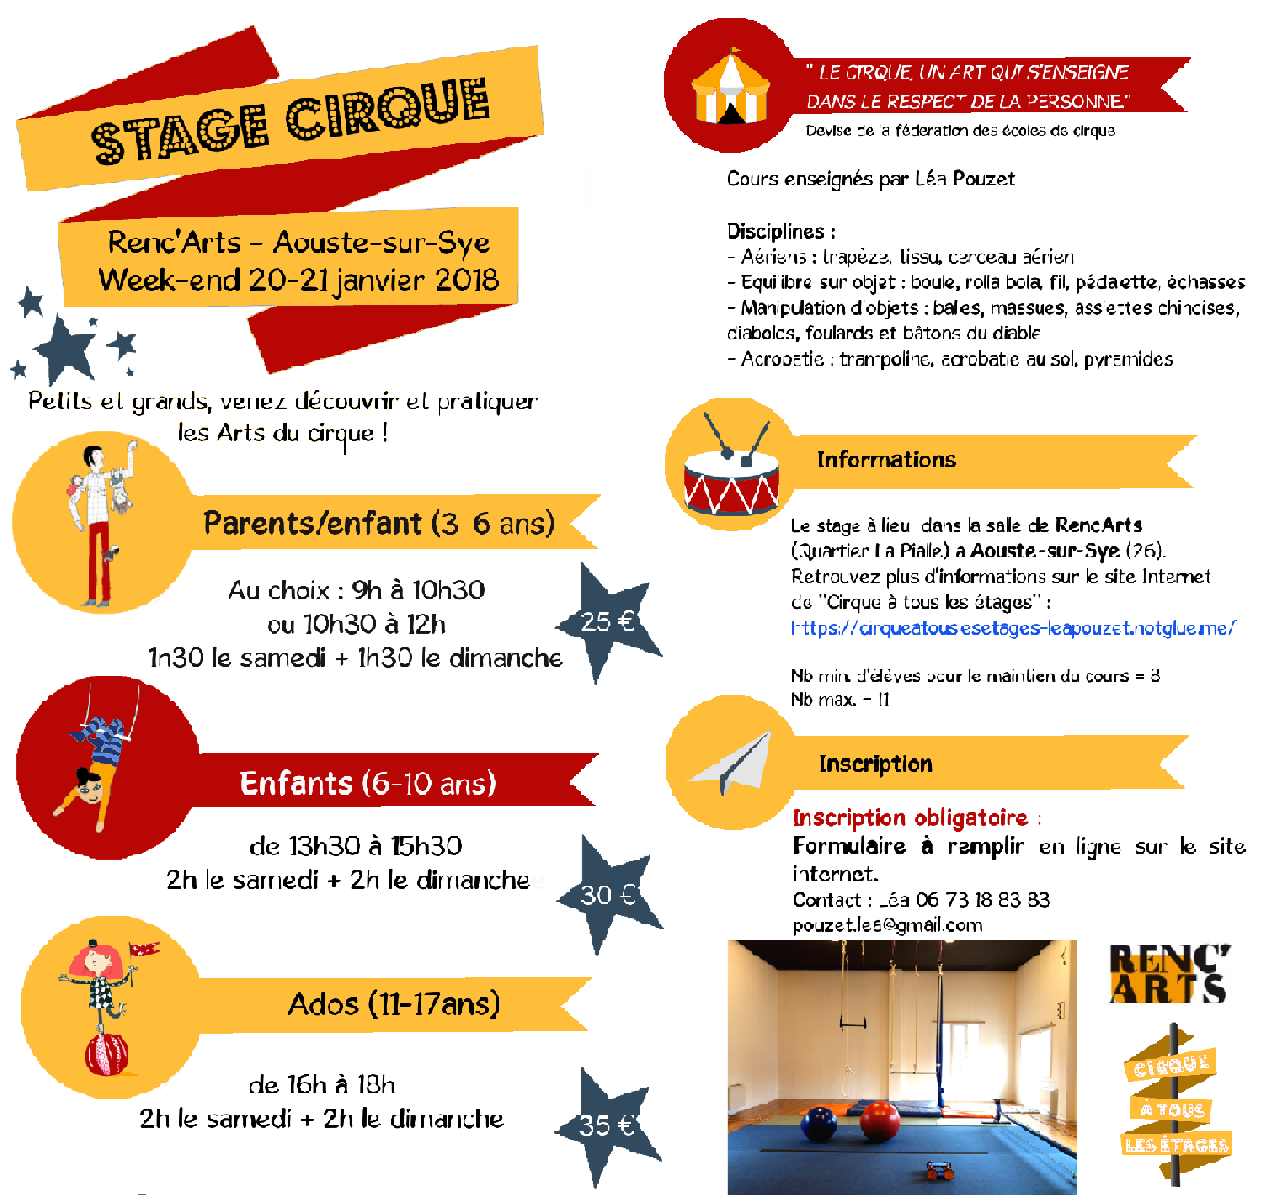 STAGE CIRQUE
Renc'Arts - Aouste-sur-Sye
Week-end 20-21 janvier 2018
Petits et grands, venez découvrir et pratiquer
les Arts du cirque !
Parents/enfant (3-6 ans)
Au choix : 9h à 10h30
ou 10h30 à 12h
1h30 le samedi + 1h30 le dimanche
25 €
Enfants (6-10 ans)
de 13h30 à 15h30
2h le samedi + 2h le dimanche
30 €
Ados (11-17ans)
de 16h à 18h
2h le samedi + 2h le dimanche
35 €
" LE CIRQUE, UN ART QUI S'ENSEIGNE
DANS LE RESPECT DE LA PERSONNE."
Devise de la féderation des écoles de cirque
Cours enseignés par Léa Pouzet
Disciplines :
- Aériens : trapèze, tissu, cerceau aérien
- Equilibre sur objet : boule, rolla bola, fil, pédalette, échasses
- Manipulation d'objets : balles, massues, assiettes chinoises,
diabolos, foulards et bâtons du diable
- Acrobatie : trampoline, acrobatie au sol, pyramides
Informations
Le stage à lieu dans la salle de Renc'Arts
(Quartier La Pialle) à Aouste-sur-Sye (26).
Retrouvez plus d'informations sur le site Internet
de "Cirque à tous les étages" :
https://cirqueatouslesetages-leapouzet.hotglue.me/
Nb min. d'élèves pour le maintien du cours = 8
Nb max. = 11
Inscription
Inscription obligatoire :
Formulaire à remplir en ligne sur le site
internet.
Contact : Léa 06 73 18 83 83
pouzet.lea@gmail.com
RENC'
ARTS
CIRQUE
À TOUS
LES ÉTAGES